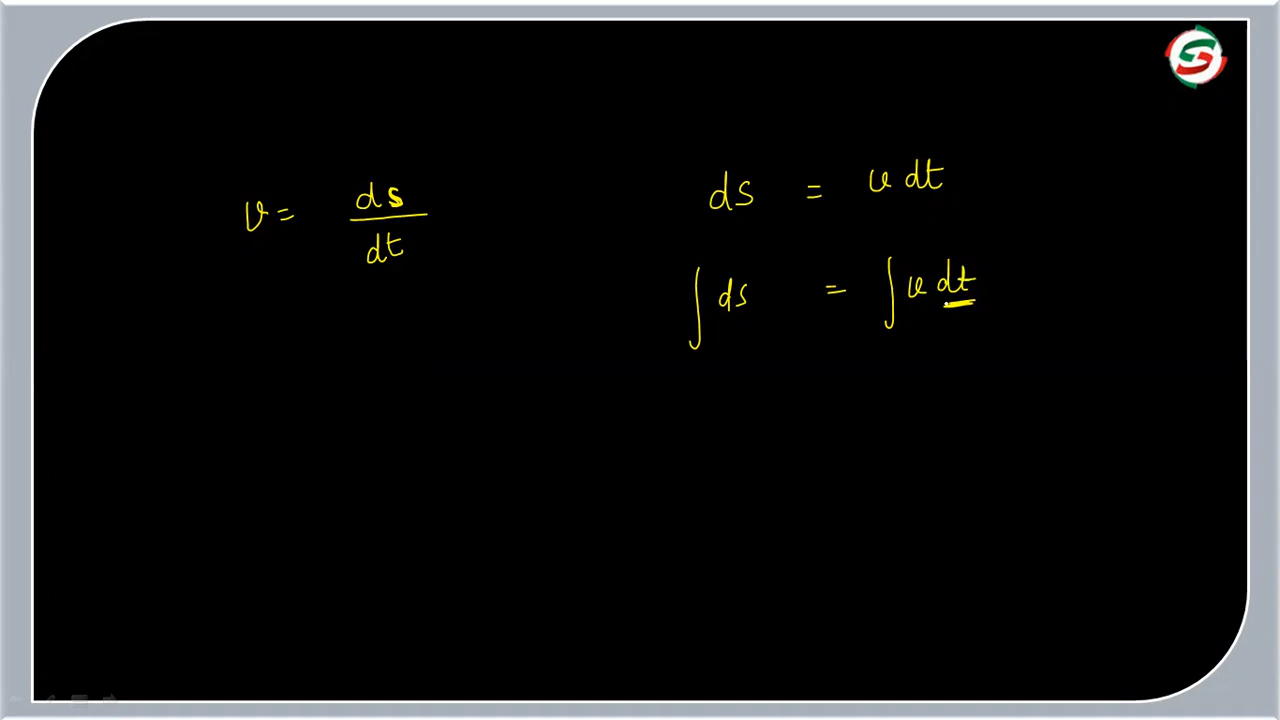 v = ds/dt
ds = v dt
∫ ds = ∫ v dt